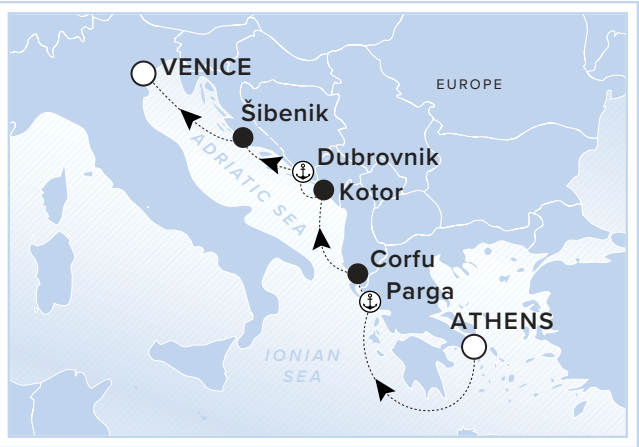 VENICE
EUROPE
Šibenik
ADRIATIC SEA
Dubrovnik
Kotor
Corfu
Parga
ATHENS
IONIAN
SEA